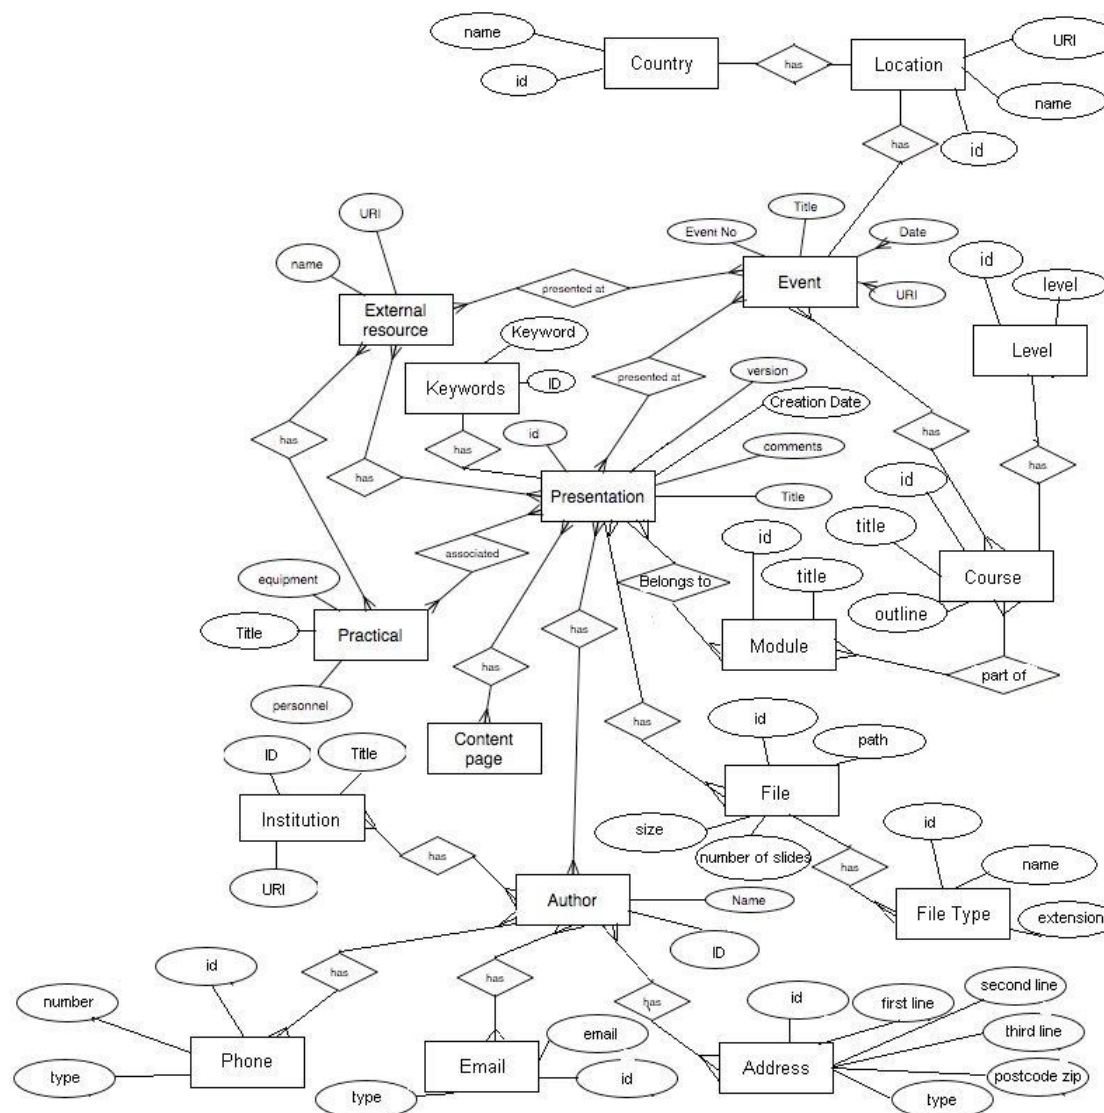 name
URI
Country
has
Location
id
name
has
id
URI
Title
Event No
Date
name
id
presented at
Event
level
URI
External
resource
Keyword
Level
presented at
version
Keywords
ID
Creation Date
has
id
has
comments
has
has
has
id
Presentation
Title
id
title
associated
equipment
Belongs to
title
Course
Title
Practical
has
outline
Module
has
part of
personnel
has
id
Content
page
path
ID
Title
File
Institution
size
id
number of slides
has
has
name
URI
Author
Name
File Type
extension
ID
id
has
has
second line
number
has
id
first line
email
third line
Phone
Email
Address
type
id
postcode zip
type
type